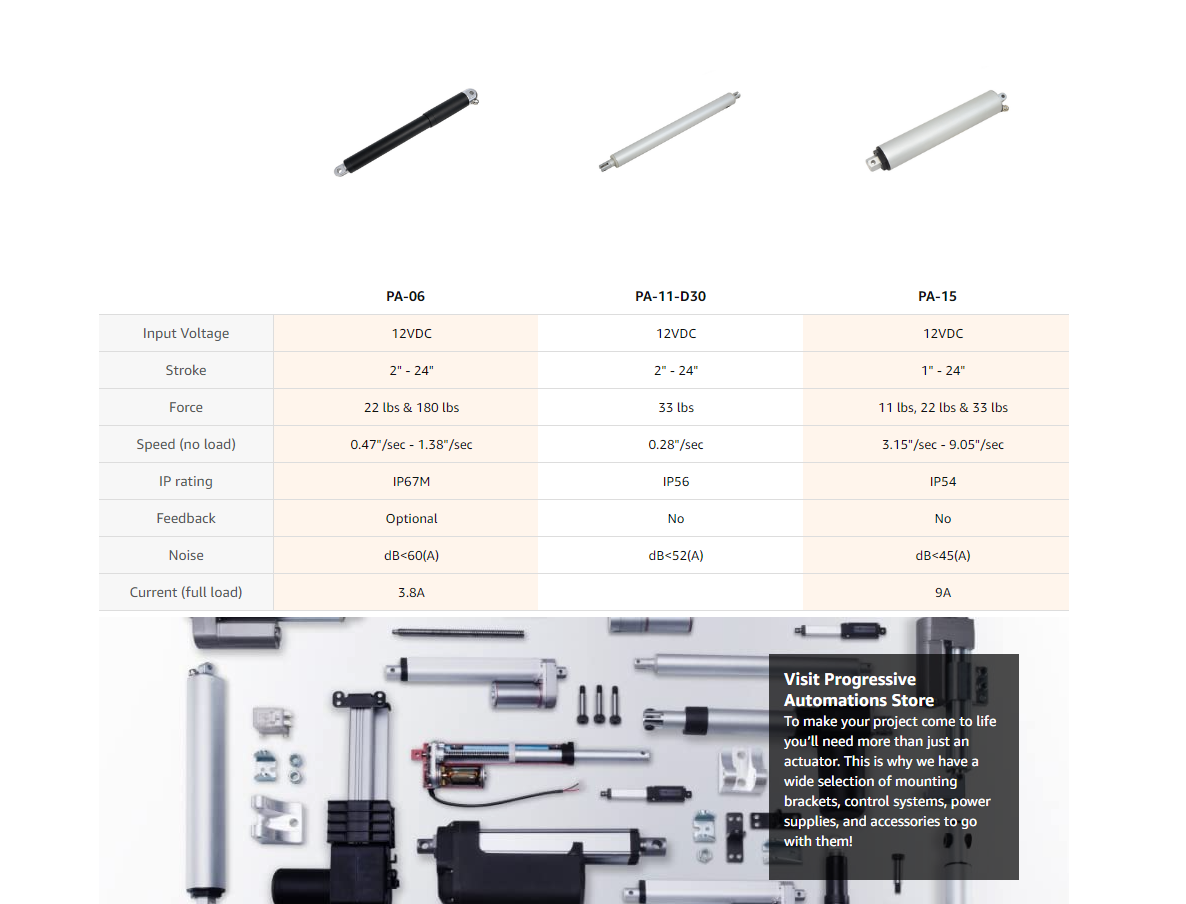 PA-06 PA-11-D30 PA-15
Input Voltage 12VDC 12VDC 12VDC
Stroke 2" - 24" 2" - 24" 1" - 24"
Force 22 lbs & 180 lbs 33 lbs 11 lbs, 22 lbs & 33 lbs
Speed (no load) 0.47"/sec - 1.38"/sec 0.28"/sec 3.15"/sec - 9.05"/sec
IP rating IP67M IP56 IP54
Feedback Optional No No
Noise dB<60(A) dB<52(A) dB<45(A)
Current (full load) 3.8A 9A
Visit Progressive
Automations Store
To make your project come to life
you'll need more than just an
actuator. This is why we have a
wide selection of mounting
brackets, control systems, power
supplies, and accessories to go
with them!